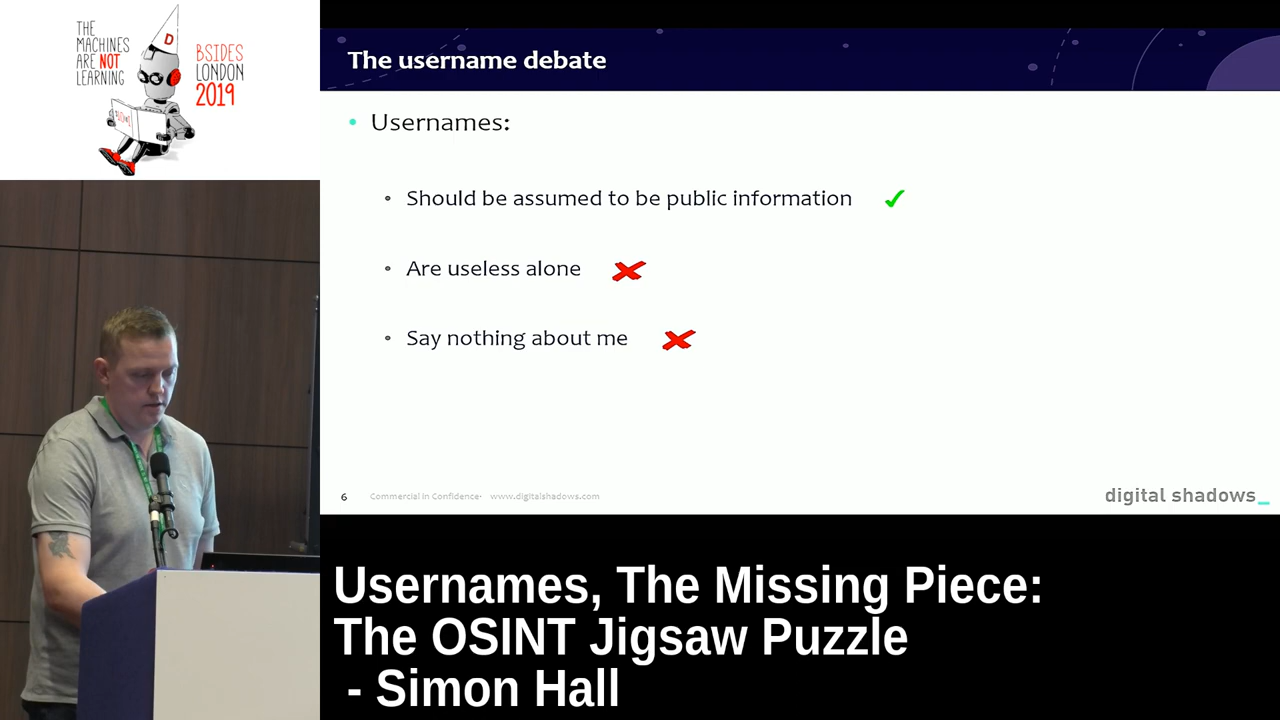 THE
MACHINES
ARE NOT
LEARNING
D
BSIDES
LONDON
2019
The username debate
Usernames:
Should be assumed to be public information
Are useless alone
Say nothing about me
6
Commercial in Confidence· www.digitalshadows.com
digital shadows_
Usernames, The Missing Piece:
The OSINT Jigsaw Puzzle
- Simon Hall